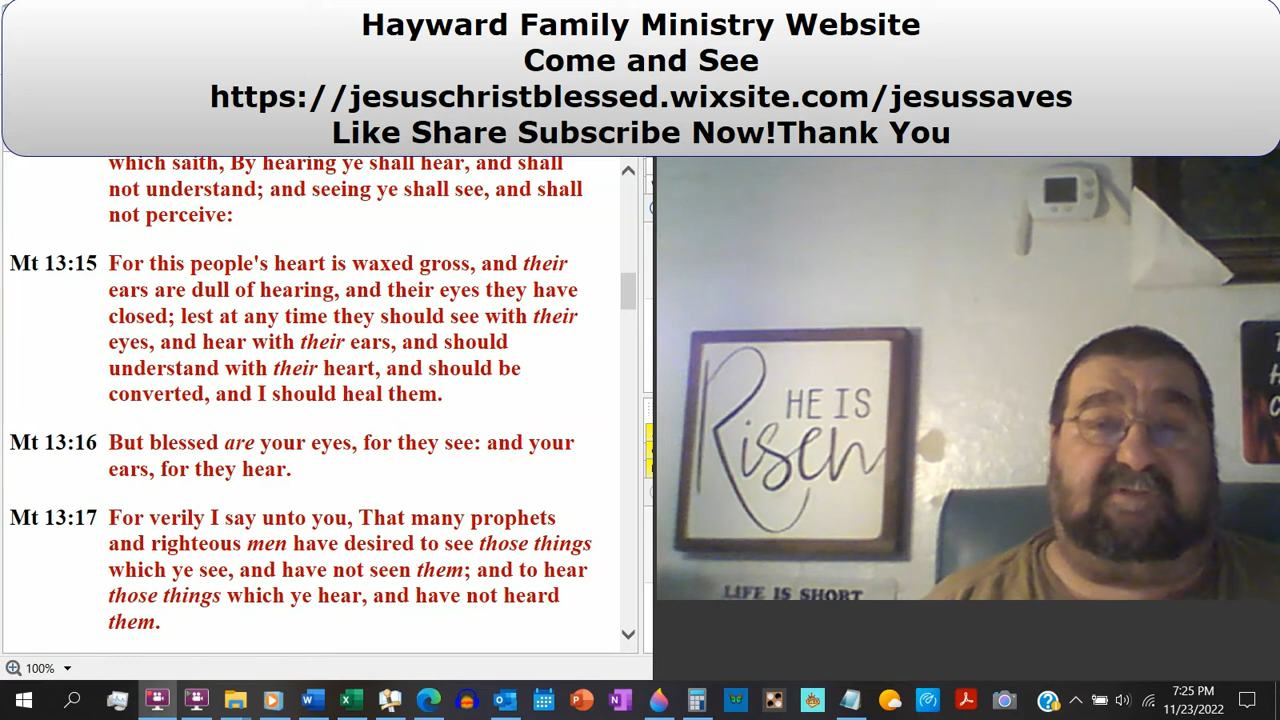 Hayward Family Ministry Website
Come and See
https://jesuschristblessed.wixsite.com/jesussaves
Like Share Subscribe Now!Thank You
which saith, By hearing ye shall hear, and shall
not understand; and seeing ye shall see, and shall
not perceive:
Mt 13:15 For this people's heart is waxed gross, and their
ears are dull of hearing, and their eyes they have
closed; lest at any time they should see with their
eyes, and hear with their ears, and should
understand with their heart, and should be
converted, and I should heal them.
Mt 13:16 But blessed are your eyes, for they see: and your
ears, for they hear.
Mt 13:17 For verily I say unto you, That many prophets
and righteous men have desired to see those things
which ye see, and have not seen them; and to hear
those things which ye hear, and have not heard
them.
HE IS
Risen
LIFE IS SHORT
100%
7:25 PM
11/23/2022